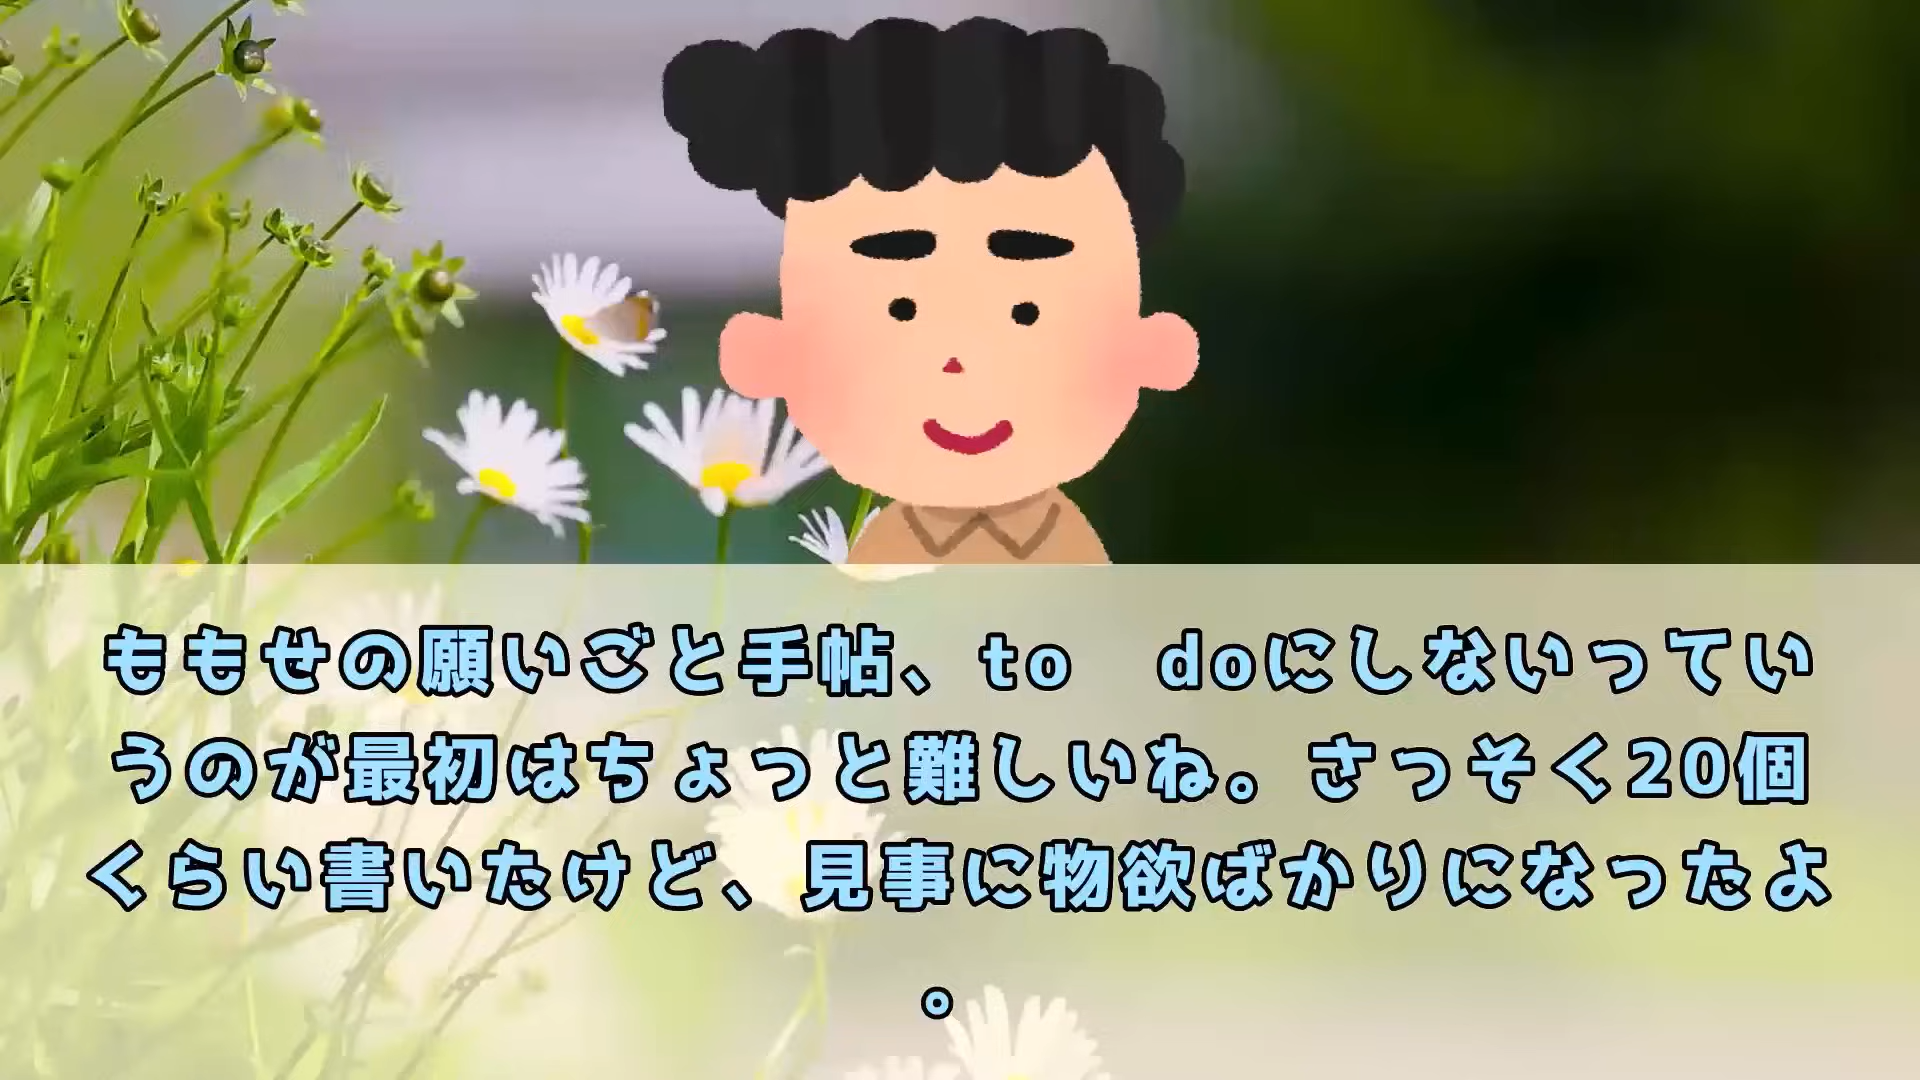 ももせの願いごと手帖、to　doにしないってい
うのが最初はちょっと難しいね。さっそく20個
くらい書いたけど、見事に物欲ばかりになったよ
。